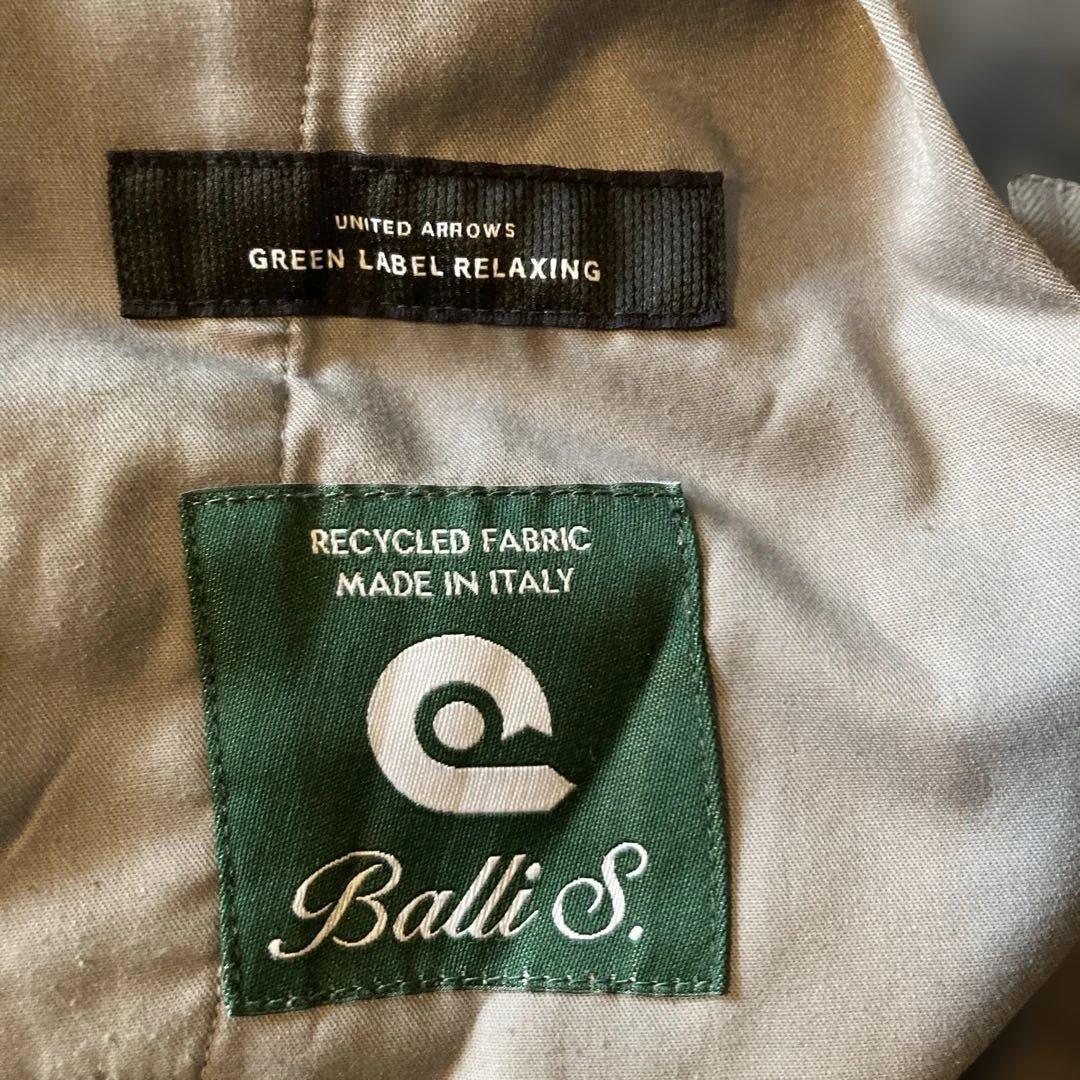 UNITED ARROWS
GREEN LABEL RELAXING
RECYCLED FABRIC
MADE IN ITALY
Balli S.